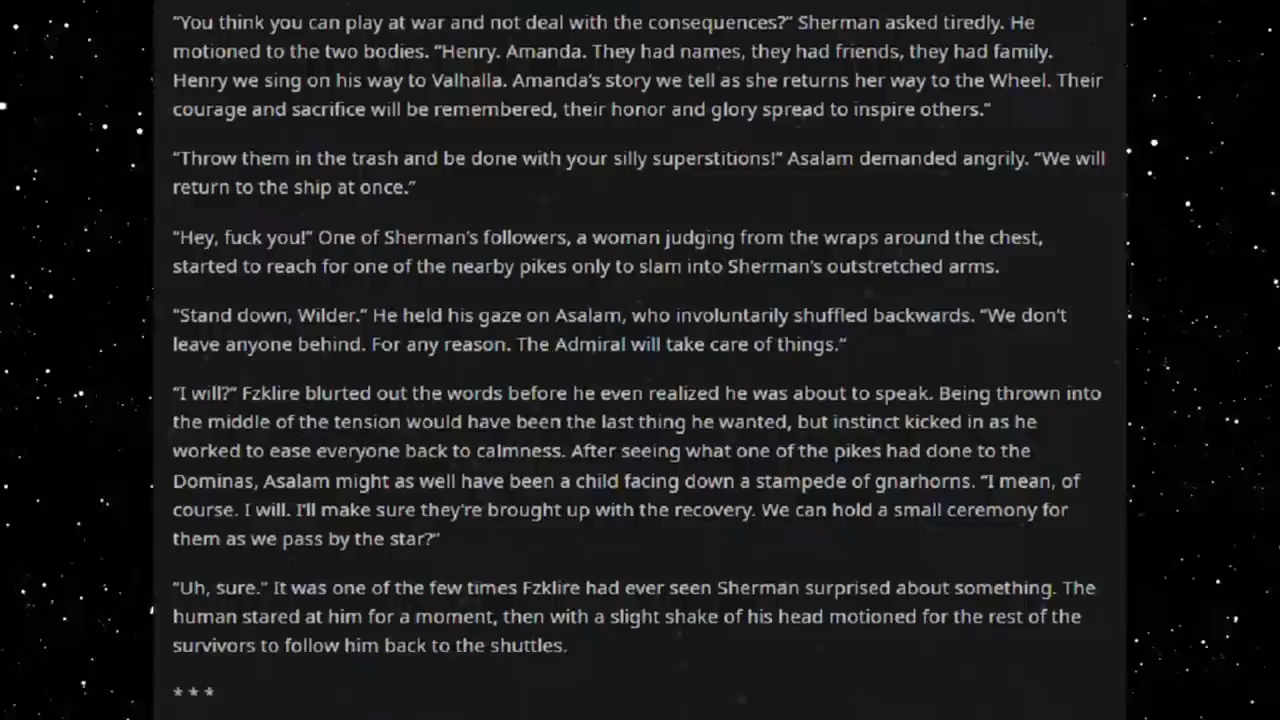 “You think you can play at war and not deal with the consequences?” Sherman asked tiredly. He
motioned to the two bodies. “Henry. Amanda. They had names, they had friends, they had family.
Henry we sing on his way to Valhalla. Amanda’s story we tell as she returns her way to the Wheel. Their
courage and sacrifice will be remembered, their honor and glory spread to inspire others.”
“Throw them in the trash and be done with your silly superstitions!” Asalam demanded angrily. “We will
return to the ship at once.”
“Hey, fuck you!” One of Sherman’s followers, a woman judging from the wraps around the chest,
started to reach for one of the nearby pikes only to slam into Sherman’s outstretched arms.
“Stand down, Wilder.” He held his gaze on Asalam, who involuntarily shuffled backwards. “We don’t
leave anyone behind. For any reason. The Admiral will take care of things.”
“I will?” Fzklire blurted out the words before he even realized he was about to speak. Being thrown into
the middle of the tension would have been the last thing he wanted, but instinct kicked in as he
worked to ease everyone back to calmness. After seeing what one of the pikes had done to the
Dominas, Asalam might as well have been a child facing down a stampede of gnarhorns. “I mean, of
course. I will. I’ll make sure they’re brought up with the recovery. We can hold a small ceremony for
them as we pass by the star?”
“Uh, sure.” It was one of the few times Fzklire had ever seen Sherman surprised about something. The
human stared at him for a moment, then with a slight shake of his head motioned for the rest of the
survivors to follow him back to the shuttles.
* * *